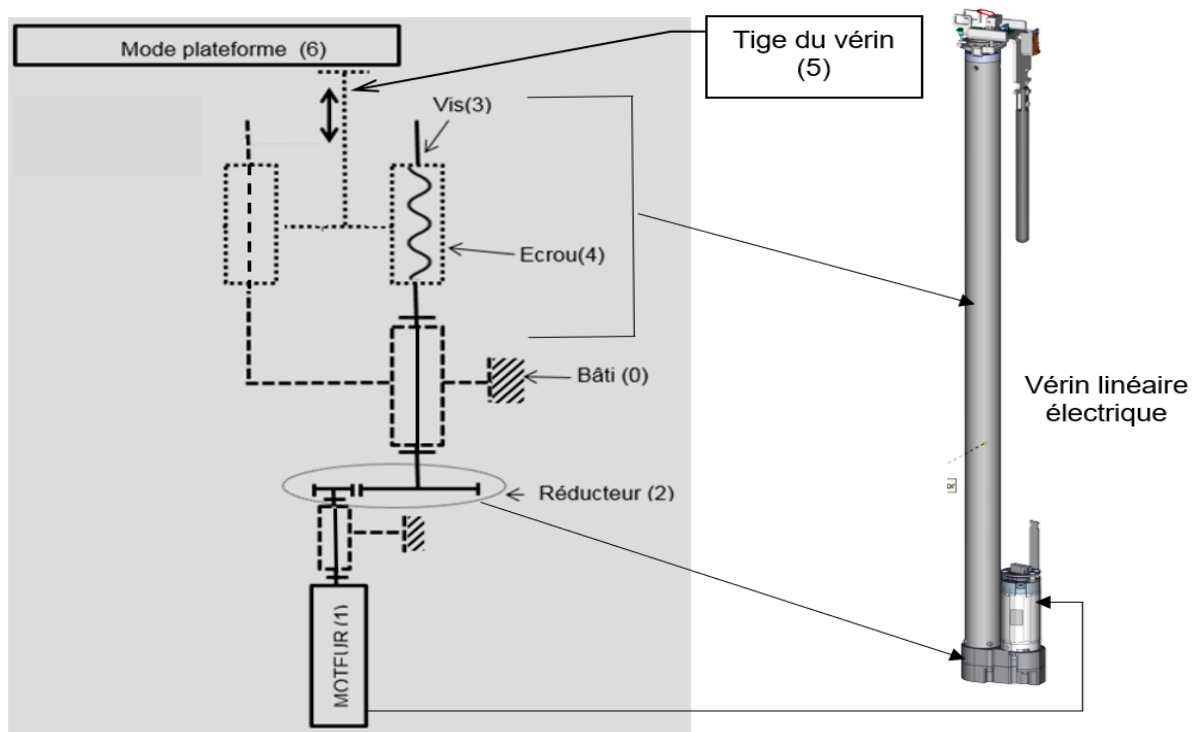 Mode plateforme (6)
Tige du vérin
(5)
Vis(3)
Ecrou(4)
Bâti (0)
Vérin linéaire
électrique
Réducteur (2)
MOTEUR (1)